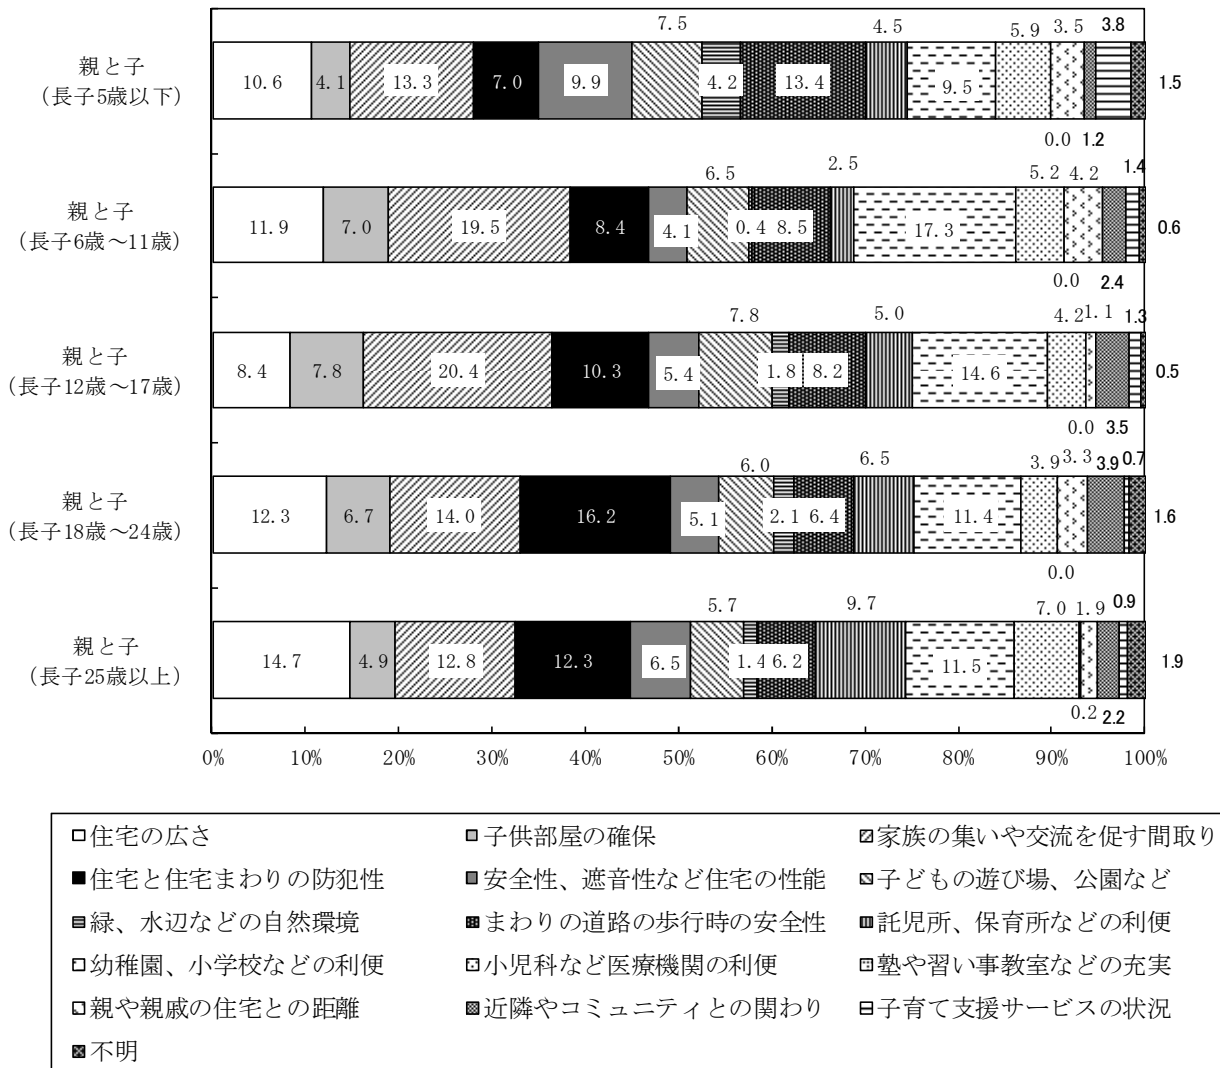 7.5 4.5 5.9 3.5 3.8
親と子
(長子5歳以下)
10.6 4.1 13.3 7.0 9.9 4.2 13.4 9.5 1.5
0.0 1.2
6.5 2.5 5.2 4.2 1.4
親と子
(長子6歳～11歳)
11.9 7.0 19.5 8.4 4.1 0.4 8.5 17.3 0.6
0.0 2.4
7.8 5.0 4.2 1.1 1.3
親と子
(長子12歳～17歳)
8.4 7.8 20.4 10.3 5.4 1.8 8.2 14.6 0.5
0.0 3.5
6.0 6.5 3.9 3.3 3.9 0.7
親と子
(長子18歳～24歳)
12.3 6.7 14.0 16.2 5.1 2.1 6.4 11.4 1.6
0.0
5.7 9.7 7.0 1.9 0.9
親と子
(長子25歳以上)
14.7 4.9 12.8 12.3 6.5 1.4 6.2 11.5 1.9
0.2 2.2
0% 10% 20% 30% 40% 50% 60% 70% 80% 90% 100%
住宅の広さ 子供部屋の確保 家族の集いや交流を促す間取り
住宅と住宅まわりの防犯性 安全性、遮音性など住宅の性能 子どもの遊び場、公園など
緑、水辺などの自然環境 まわりの道路の歩行時の安全性 託児所、保育所などの利便
幼稚園、小学校などの利便 小児科など医療機関の利便 塾や習い事教室などの充実
親や親戚の住宅との距離 近隣やコミュニティとの関わり 子育て支援サービスの状況
不明